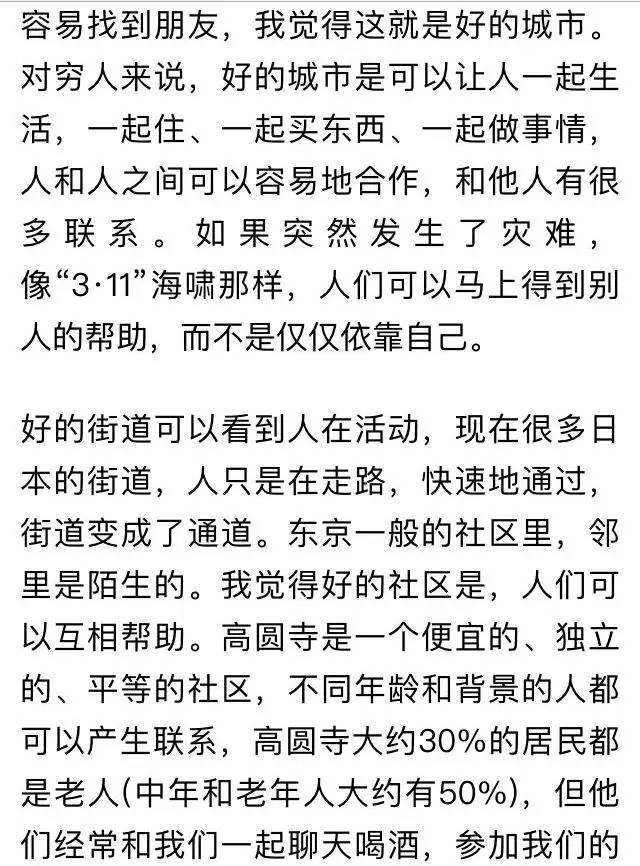 容易找到朋友，我觉得这就是好的城市。
对穷人来说，好的城市是可以让人一起生
活，一起住、一起买东西、一起做事情，
人和人之间可以容易地合作，和他人有很
多联系。如果突然发生了灾难，
像“3·11”海啸那样，人们可以马上得到别
人的帮助，而不是仅仅依靠自己。
好的街道可以看到人在活动，现在很多日
本的街道，人只是在走路，快速地通过，
街道变成了通道。东京一般的社区里，邻
里是陌生的。我觉得好的社区是，人们可
以互相帮助。高圆寺是一个便宜的、独立
的、平等的社区，不同年龄和背景的人都
可以产生联系，高圆寺大约30%的居民都
是老人(中年和老年人大约有50%)，但他
们经常和我们一起聊天喝酒，参加我们的